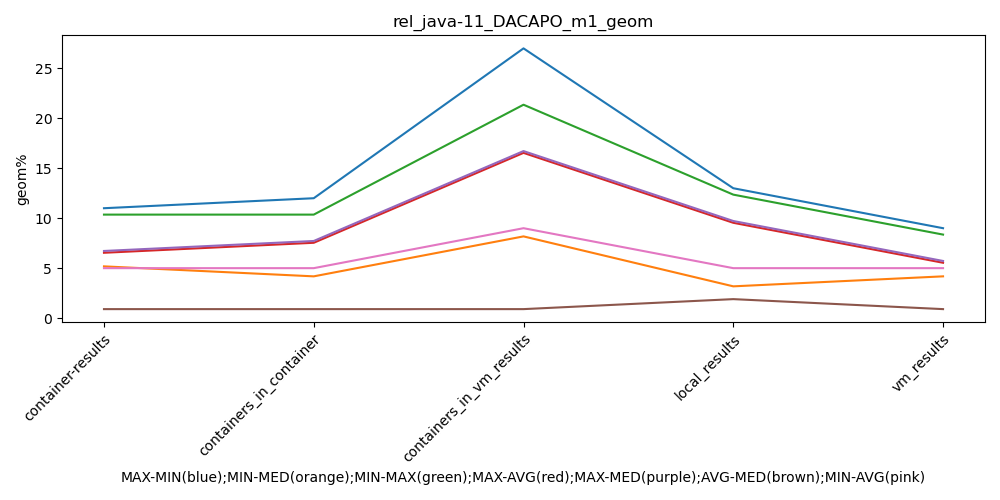 rel_java-11_DACAPO_m1_geom
geom%
25
20
15
10
5
0
container-results
containers_in_container
containers_in_vm_results
local_results
vm_results
MAX-MIN(blue);MIN-MED(orange);MIN-MAX(green);MAX-AVG(red);MAX-MED(purple);AVG-MED(brown);MIN-AVG(pink)